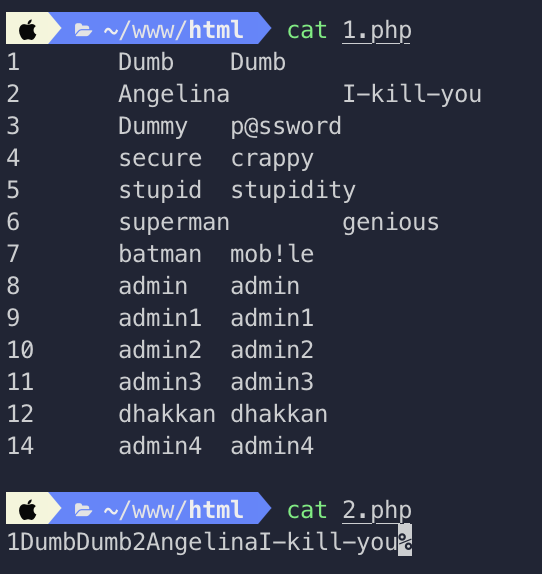 ~/www/html cat 1.php
1 Dumb Dumb
2 Angelina I-kill-you
3 Dummy p@ssword
4 secure crappy
5 stupid stupidity
6 superman genious
7 batman mob!le
8 admin admin
9 admin1 admin1
10 admin2 admin2
11 admin3 admin3
12 dhakkan dhakkan
14 admin4 admin4
~/www/html cat 2.php
1DumbDumb2AngelinaI-kill-you%